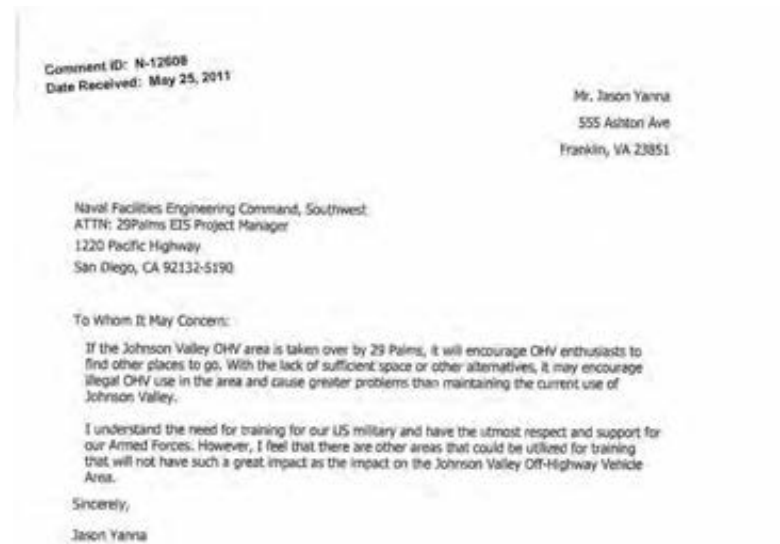 Comment ID: N-12608
Date Received: May 25, 2011
Mr. Jason Yanna
555 Ashton Ave
Franklin, VA 23851
Naval Facilities Engineering Command, Southwest
ATTN: 29Palms EIS Project Manager
1220 Pacific Highway
San Diego, CA 92132-5190
To Whom It May Concern:
If the Johnson Valley OHV area is taken over by 29 Palms, it will encourage OHV enthusiasts to
find other places to go. With the lack of sufficient space or other alternatives, it may encourage
illegal OHV use in the area and cause greater problems than maintaining the current use of
Johnson Valley.
I understand the need for training for our US military and have the utmost respect and support for
our Armed Forces. However, I feel that there are other areas that could be utilized for training
that will not have such a great impact as the impact on the Johnson Valley Off-Highway Vehicle
Area.
Sincerely,
Jason Yanna